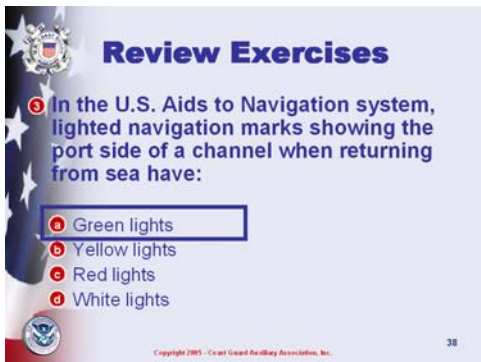 Review Exercises
3 In the U.S. Aids to Navigation system,
lighted navigation marks showing the
port side of a channel when returning
from sea have:
a Green lights
b Yellow lights
c Red lights
d White lights
38
Copyright 2005 - Coast Guard Auxiliary Association, Inc.